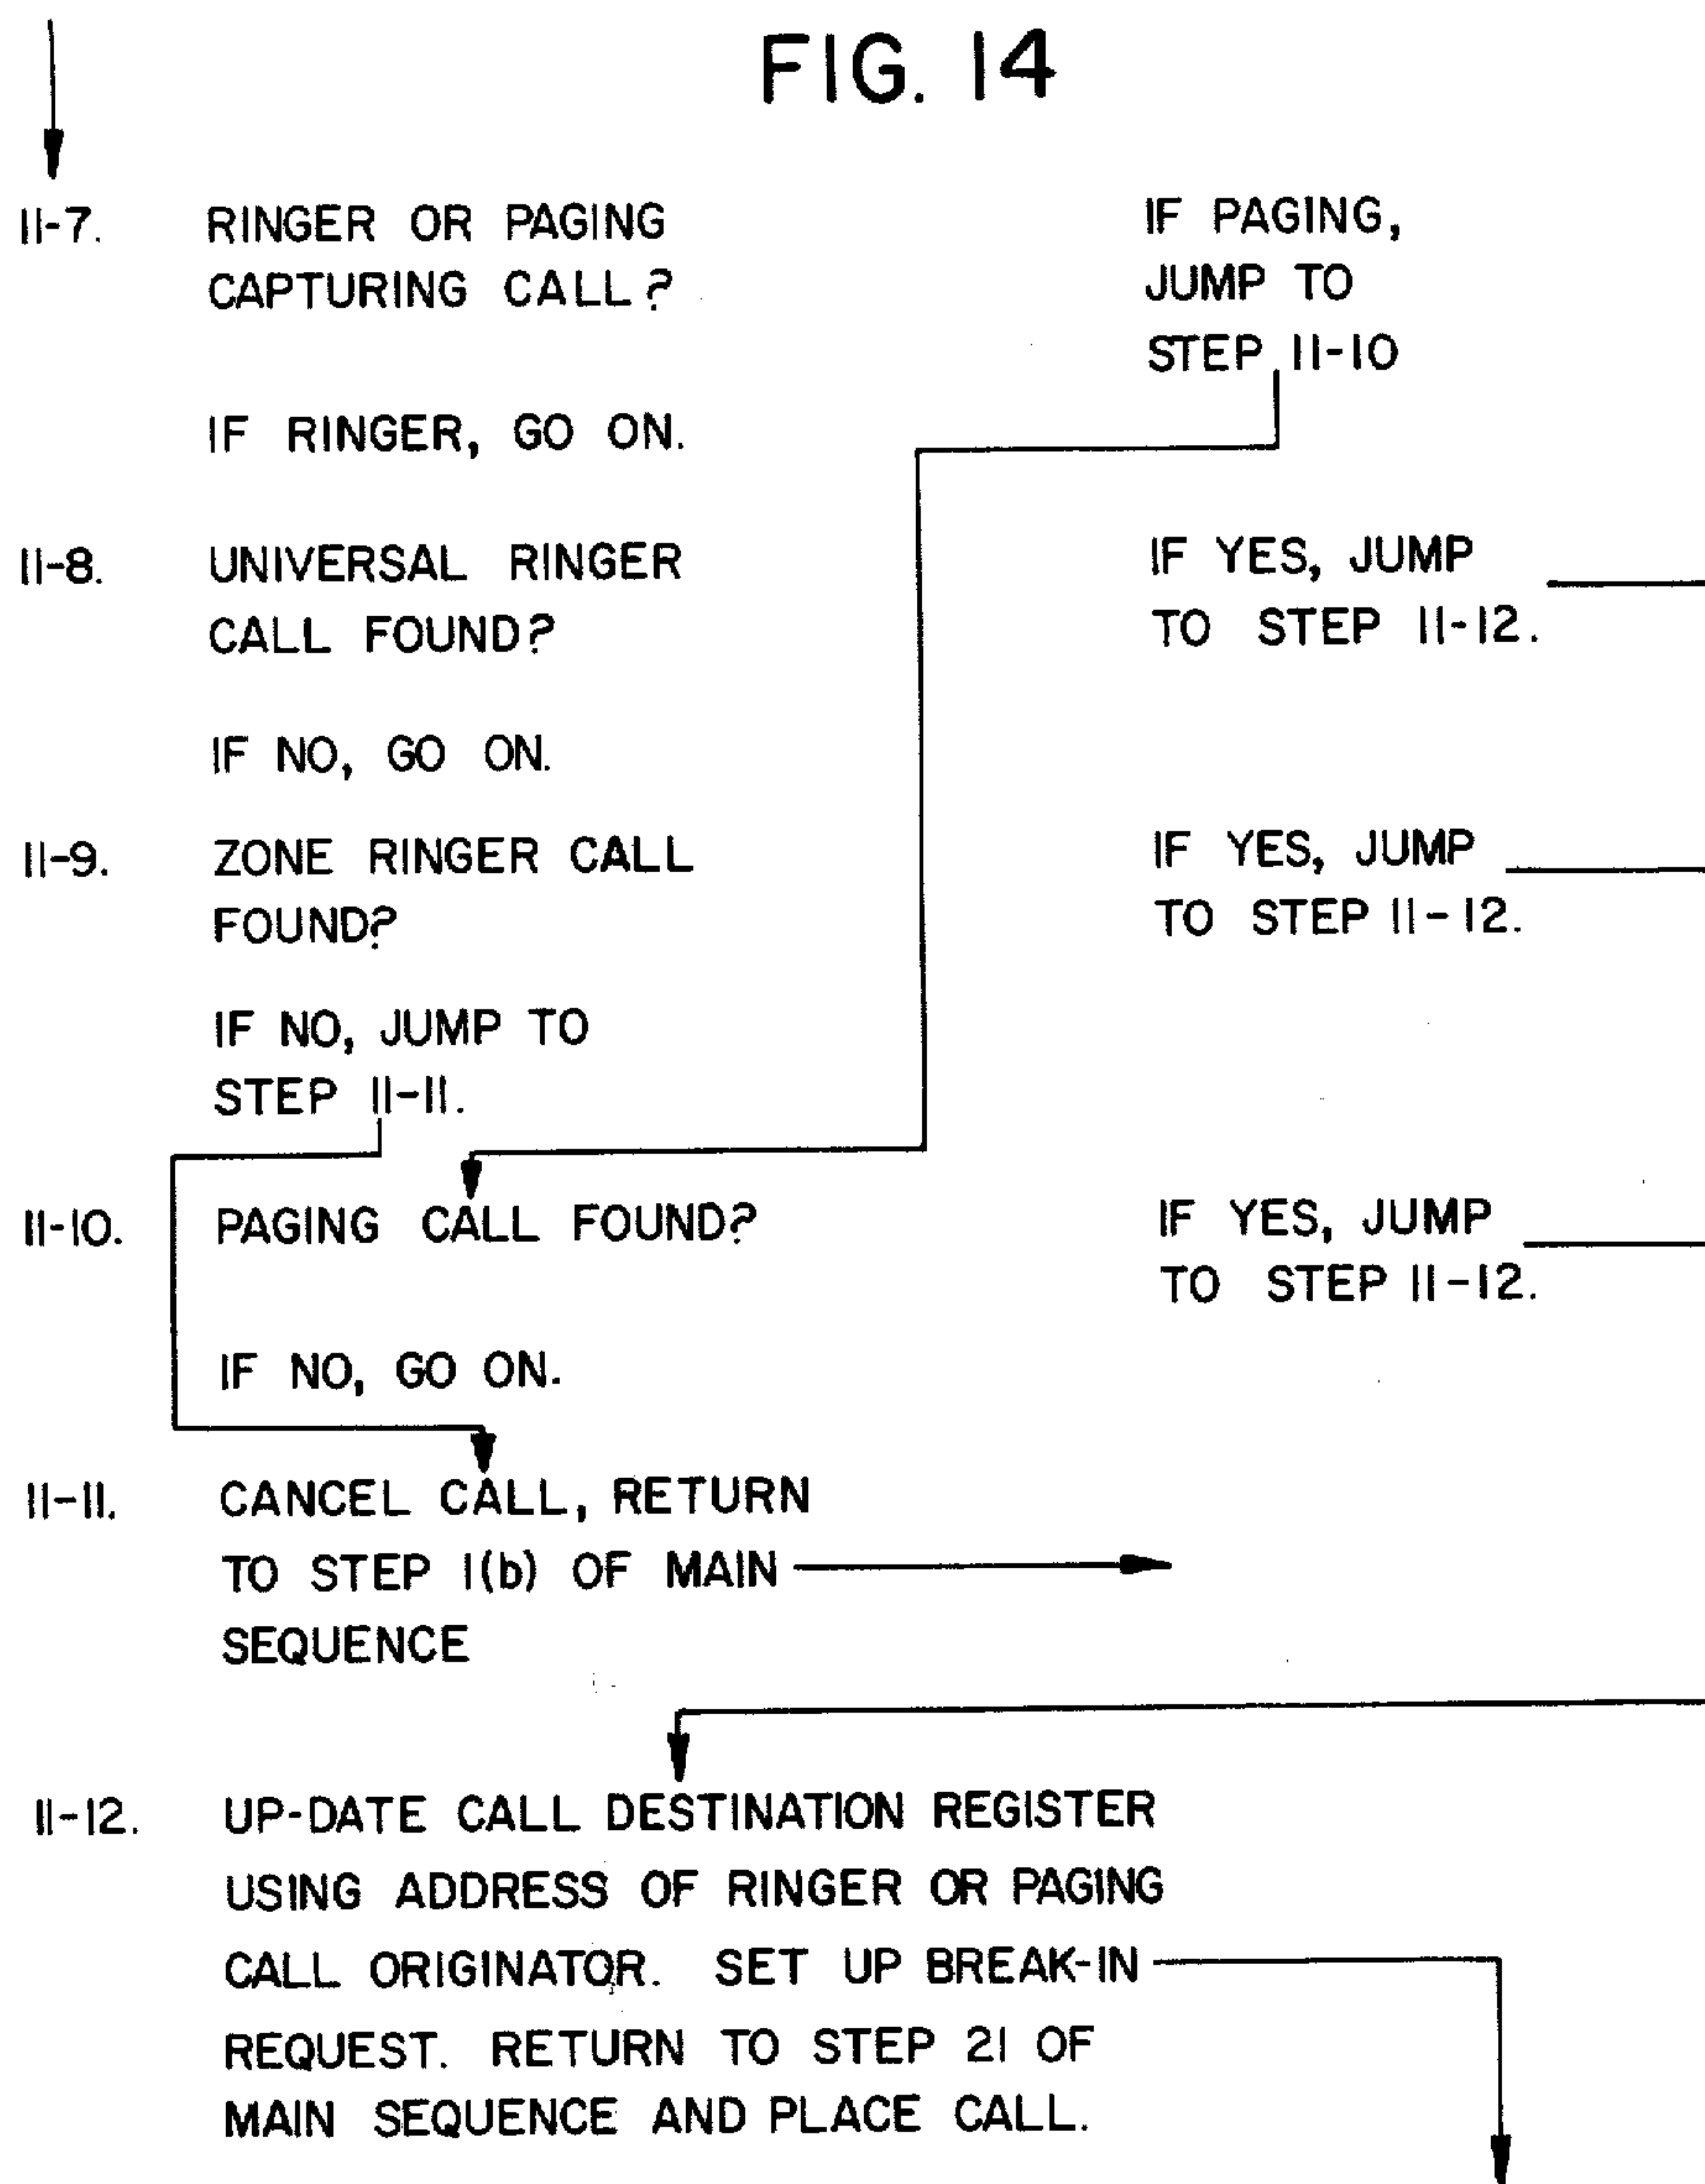 FIG. 14
11-7. RINGER OR PAGING
CAPTURING CALL?
IF PAGING,
JUMP TO
STEP 11-10
IF RINGER, GO ON.
11-8. UNIVERSAL RINGER
CALL FOUND?
IF YES, JUMP
TO STEP 11-12.
IF NO, GO ON.
11-9. ZONE RINGER CALL
FOUND?
IF YES, JUMP
TO STEP 11-12.
IF NO, JUMP TO
STEP 11-11.
11-10. PAGING CALL FOUND?
IF YES, JUMP
TO STEP 11-12.
IF NO, GO ON.
11-11. CANCEL CALL, RETURN
TO STEP 1(b) OF MAIN
SEQUENCE
11-12. UP-DATE CALL DESTINATION REGISTER
USING ADDRESS OF RINGER OR PAGING
CALL ORIGINATOR. SET UP BREAK-IN
REQUEST. RETURN TO STEP 21 OF
MAIN SEQUENCE AND PLACE CALL.